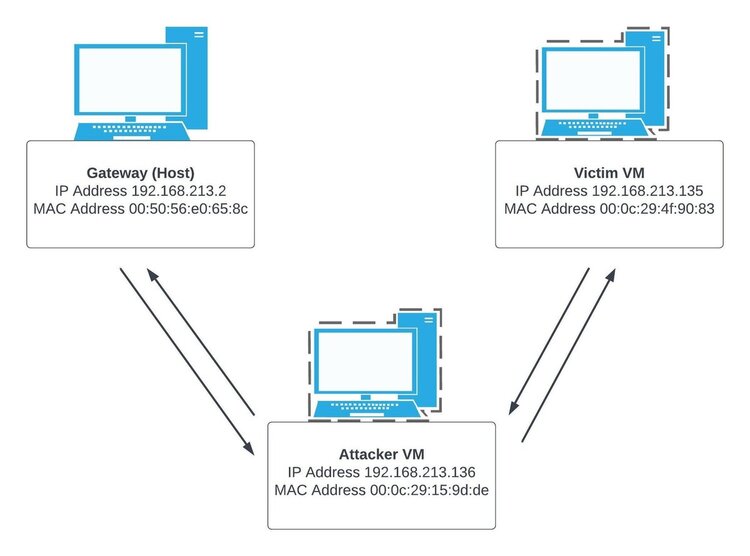 Gateway (Host)
IP Address 192.168.213.2
MAC Address 00:50:56:e0:65:8c
Victim VM
IP Address 192.168.213.135
MAC Address 00:0c:29:4f:90:83
Attacker VM
IP Address 192.168.213.136
MAC Address 00:0c:29:15:9d:de